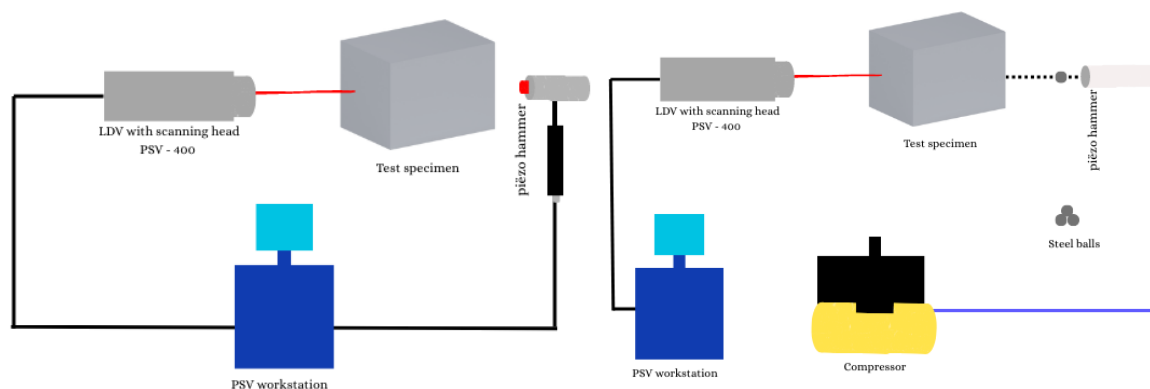 LDV with scanning head
PSV - 400
Test specimen
piëzo hammer
PSV workstation
LDV with scanning head
PSV - 400
Test specimen
piëzo hammer
Steel balls
PSV workstation
Compressor